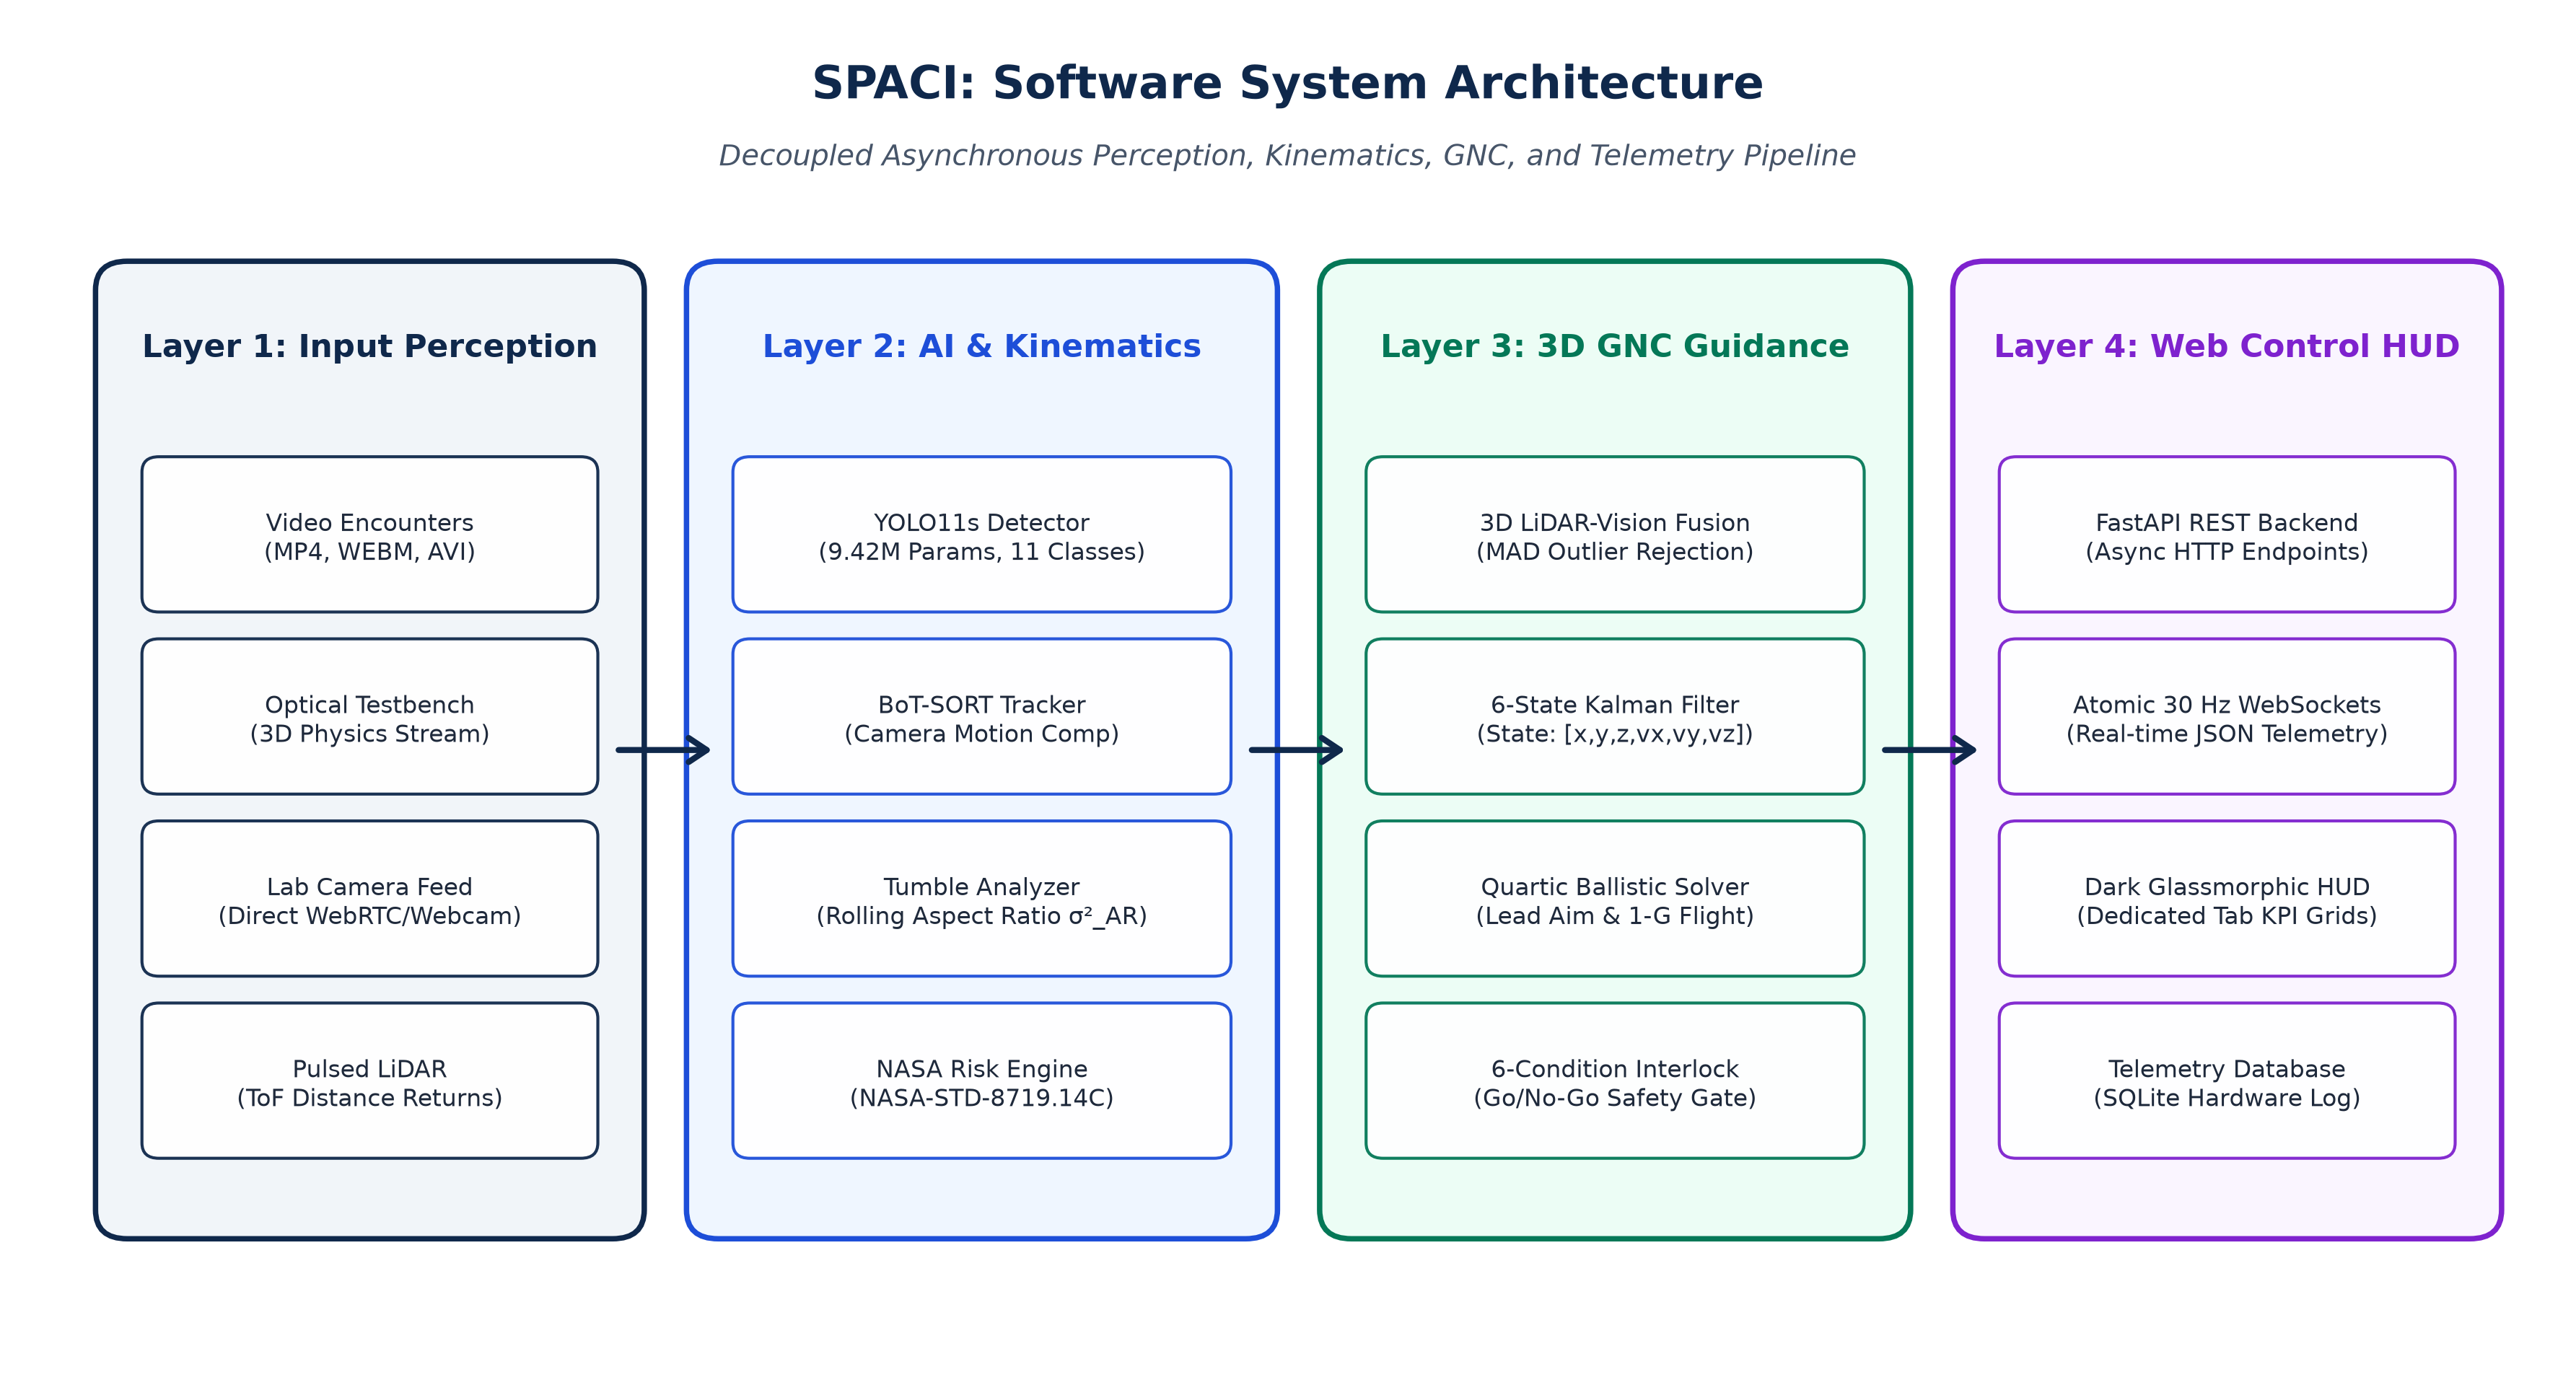 SPACI: Software System Architecture
Decoupled Asynchronous Perception, Kinematics, GNC, and Telemetry Pipeline
Layer 1: Input Perception
Video Encounters
(MP4, WEBM, AVI)
Optical Testbench
(3D Physics Stream)
Lab Camera Feed
(Direct WebRTC/Webcam)
Pulsed LiDAR
(ToF Distance Returns)
Layer 2: AI & Kinematics
YOLO11s Detector
(9.42M Params, 11 Classes)
BoT-SORT Tracker
(Camera Motion Comp)
Tumble Analyzer
(Rolling Aspect Ratio σ²_AR)
NASA Risk Engine
(NASA-STD-8719.14C)
Layer 3: 3D GNC Guidance
3D LiDAR-Vision Fusion
(MAD Outlier Rejection)
6-State Kalman Filter
(State: [x,y,z,vx,vy,vz])
Quartic Ballistic Solver
(Lead Aim & 1-G Flight)
6-Condition Interlock
(Go/No-Go Safety Gate)
Layer 4: Web Control HUD
FastAPI REST Backend
(Async HTTP Endpoints)
Atomic 30 Hz WebSockets
(Real-time JSON Telemetry)
Dark Glassmorphic HUD
(Dedicated Tab KPI Grids)
Telemetry Database
(SQLite Hardware Log)